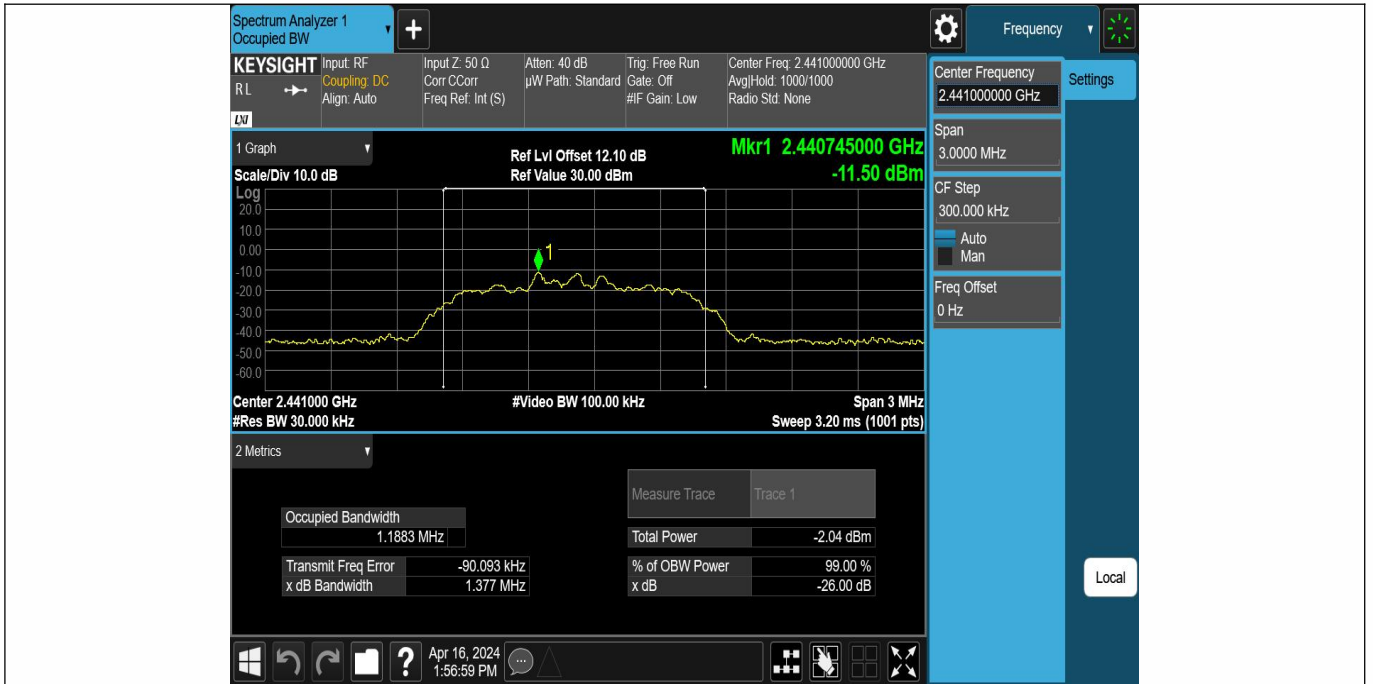 Spectrum Analyzer 1
Occupied BW
+
Frequency
KEYSIGHT
RL
LXI
Input: RF
Coupling: DC
Align: Auto
Input Z: 50 Ω
Corr CCorr
Freq Ref: Int (S)
Atten: 40 dB
µW Path: Standard
Trig: Free Run
Gate: Off
#IF Gain: Low
Center Freq: 2.441000000 GHz
Avg|Hold: 1000/1000
Radio Std: None
Center Frequency
2.441000000 GHz
Settings
Span
3.0000 MHz
CF Step
300.000 kHz
Auto
Man
Freq Offset
0 Hz
Local
1 Graph
Scale/Div 10.0 dB
Ref Lvl Offset 12.10 dB
Ref Value 30.00 dBm
Mkr1 2.440745000 GHz
-11.50 dBm
Log
20.0
10.0
0.00
-10.0
-20.0
-30.0
-40.0
-50.0
-60.0
1
Center 2.441000 GHz
#Video BW 100.00 kHz
Span 3 MHz
#Res BW 30.000 kHz
Sweep 3.20 ms (1001 pts)
2 Metrics
Measure Trace
Trace 1
Occupied Bandwidth
1.1883 MHz
Total Power
-2.04 dBm
Transmit Freq Error
-90.093 kHz
% of OBW Power
99.00 %
x dB Bandwidth
1.377 MHz
x dB
-26.00 dB
?
Apr 16, 2024
1:56:59 PM